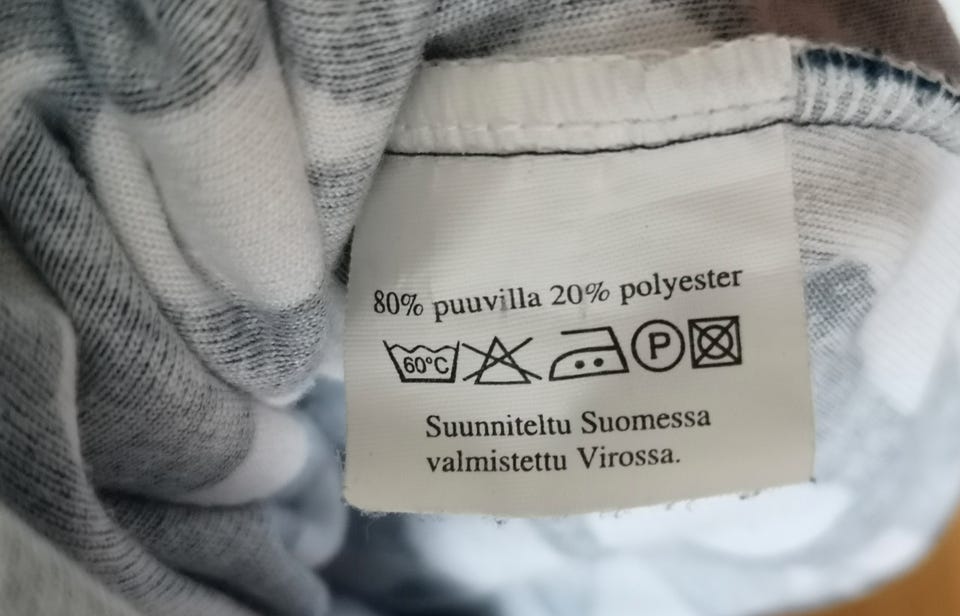 80% puuvilla 20% polyester
60°C P
Suunniteltu Suomessa
valmistettu Virossa.